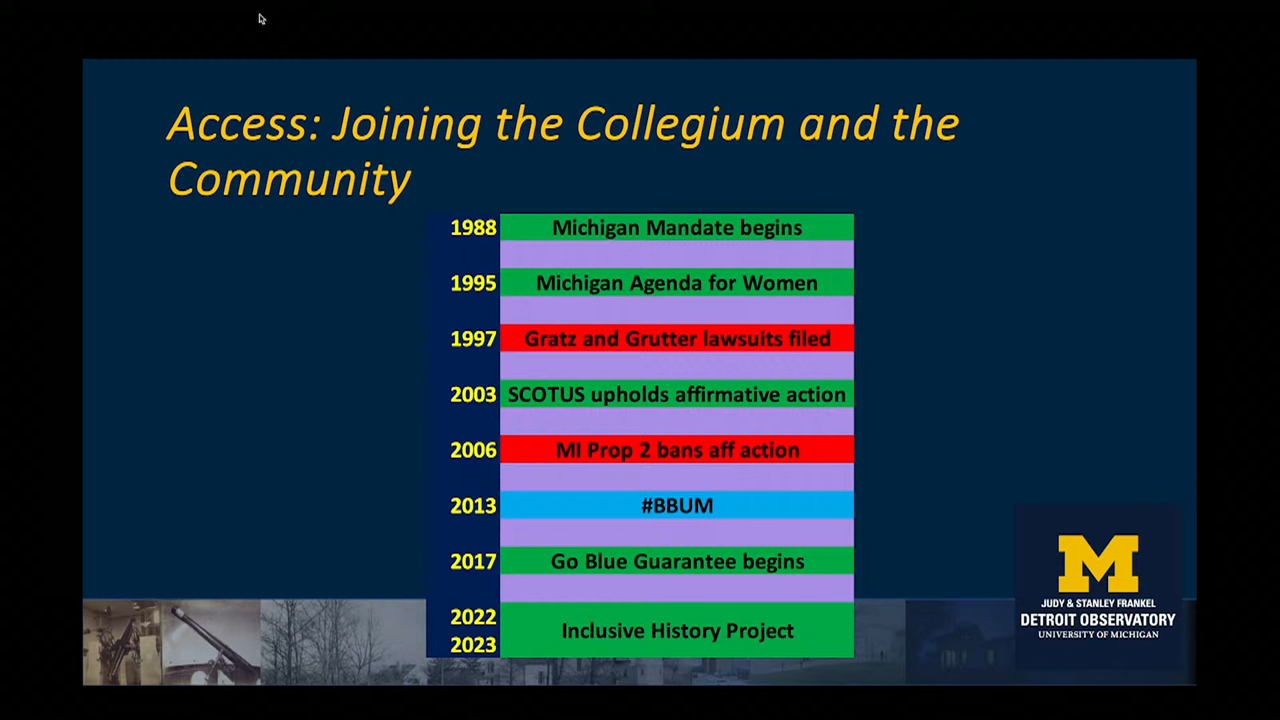 Access: Joining the Collegium and the
Community
1988 Michigan Mandate begins
1995 Michigan Agenda for Women
1997 Gratz and Grutter lawsuits filed
2003 SCOTUS upholds affirmative action
2006 MI Prop 2 bans aff action
2013 #BBUM
2017 Go Blue Guarantee begins
2022
2023
Inclusive History Project
M
JUDY & STANLEY FRANKEL
DETROIT OBSERVATORY
UNIVERSITY OF MICHIGAN